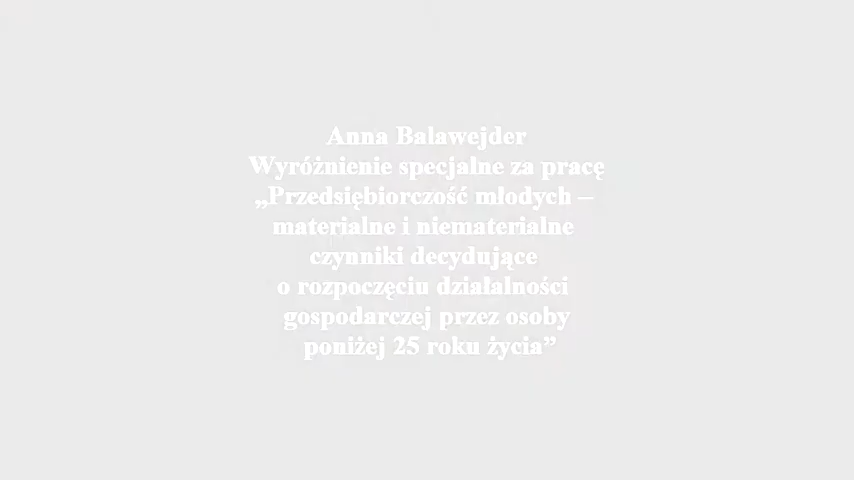 Anna Balawejder
Wyróżnienie specjalne za pracę
„Przedsiębiorczość młodych –
materialne i niematerialne
czynniki decydujące
o rozpoczęciu działalności
gospodarczej przez osoby
poniżej 25 roku życia”